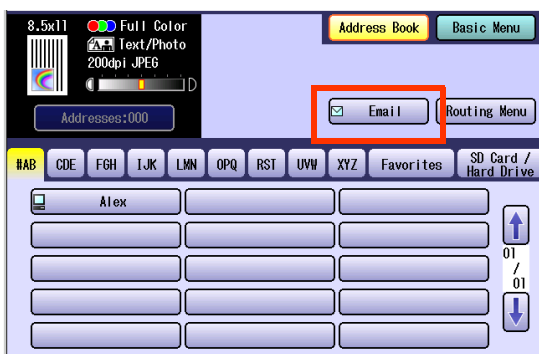 8.5x11 Full Color
A Text/Photo
200dpi JPEG
Addresses:000
Address Book
Basic Menu
Email
Routing Menu
#AB CDE FGH IJK LMN OPQ RST UVW XYZ Favorites SD Card /
Hard Drive
Alex
01
/
01